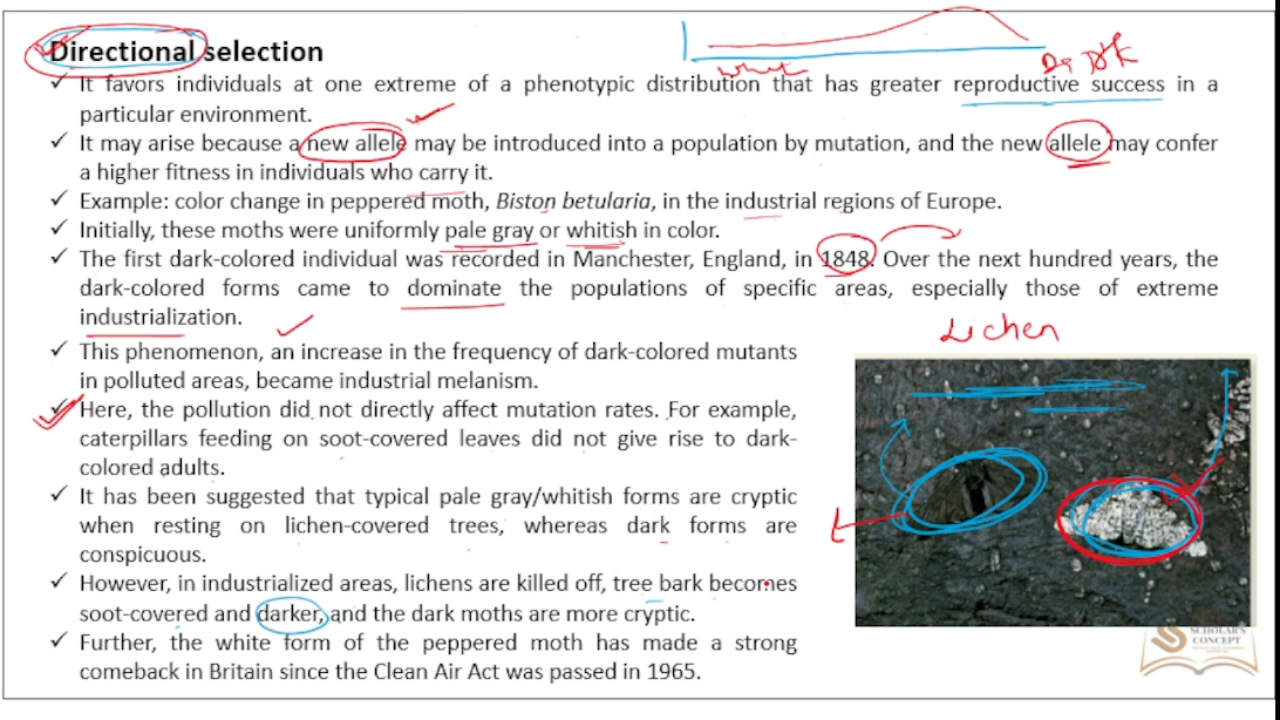 Directional selection
✓ It favors individuals at one extreme of a phenotypic distribution that has greater reproductive success in a
particular environment.
✓ It may arise because a new allele may be introduced into a population by mutation, and the new allele may confer
a higher fitness in individuals who carry it.
✓ Example: color change in peppered moth, Biston betularia, in the industrial regions of Europe.
✓ Initially, these moths were uniformly pale gray or whitish in color.
✓ The first dark-colored individual was recorded in Manchester, England, in 1848. Over the next hundred years, the
dark-colored forms came to dominate the populations of specific areas, especially those of extreme
industrialization.
Lichen
✓ This phenomenon, an increase in the frequency of dark-colored mutants
in polluted areas, became industrial melanism.
✓ Here, the pollution did not directly affect mutation rates. For example,
caterpillars feeding on soot-covered leaves did not give rise to dark-
colored adults.
✓ It has been suggested that typical pale gray/whitish forms are cryptic
when resting on lichen-covered trees, whereas dark forms are
conspicuous.
✓ However, in industrialized areas, lichens are killed off, tree bark becomes
soot-covered and darker, and the dark moths are more cryptic.
✓ Further, the white form of the peppered moth has made a strong
comeback in Britain since the Clean Air Act was passed in 1965.
SCHOLAR'S
CONCEPT